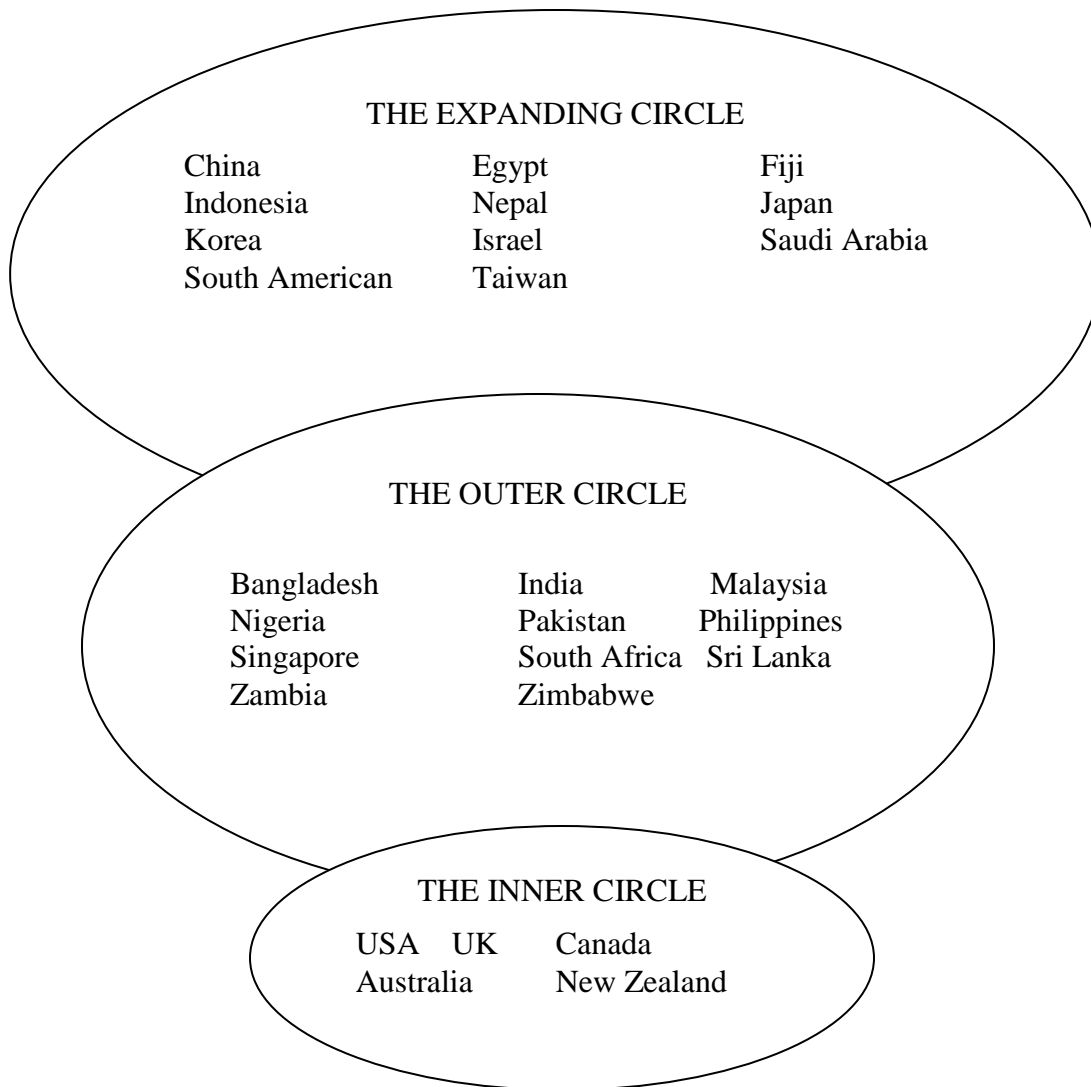 THE EXPANDING CIRCLE
China Egypt Fiji
Indonesia Nepal Japan
Korea Israel Saudi Arabia
South American Taiwan
THE OUTER CIRCLE
Bangladesh India Malaysia
Nigeria Pakistan Philippines
Singapore South Africa Sri Lanka
Zambia Zimbabwe
THE INNER CIRCLE
USA UK Canada
Australia New Zealand